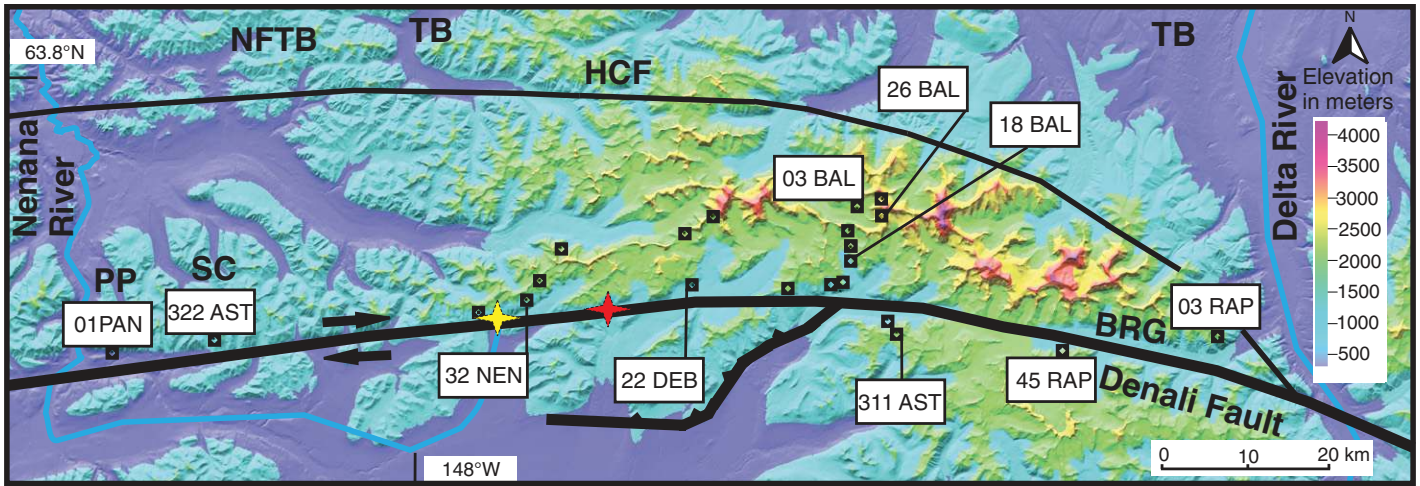 NFTB
TB
TB
N
63.8°N
HCF
26 BAL
Elevation
in meters
18 BAL
4000
3500
3000
2500
2000
1500
1000
500
Nenana
River
Delta River
03 BAL
PP
SC
01PAN
322 AST
03 RAP
BRG
32 NEN
22 DEB
311 AST
45 RAP
Denali Fault
148°W
0 10 20 km